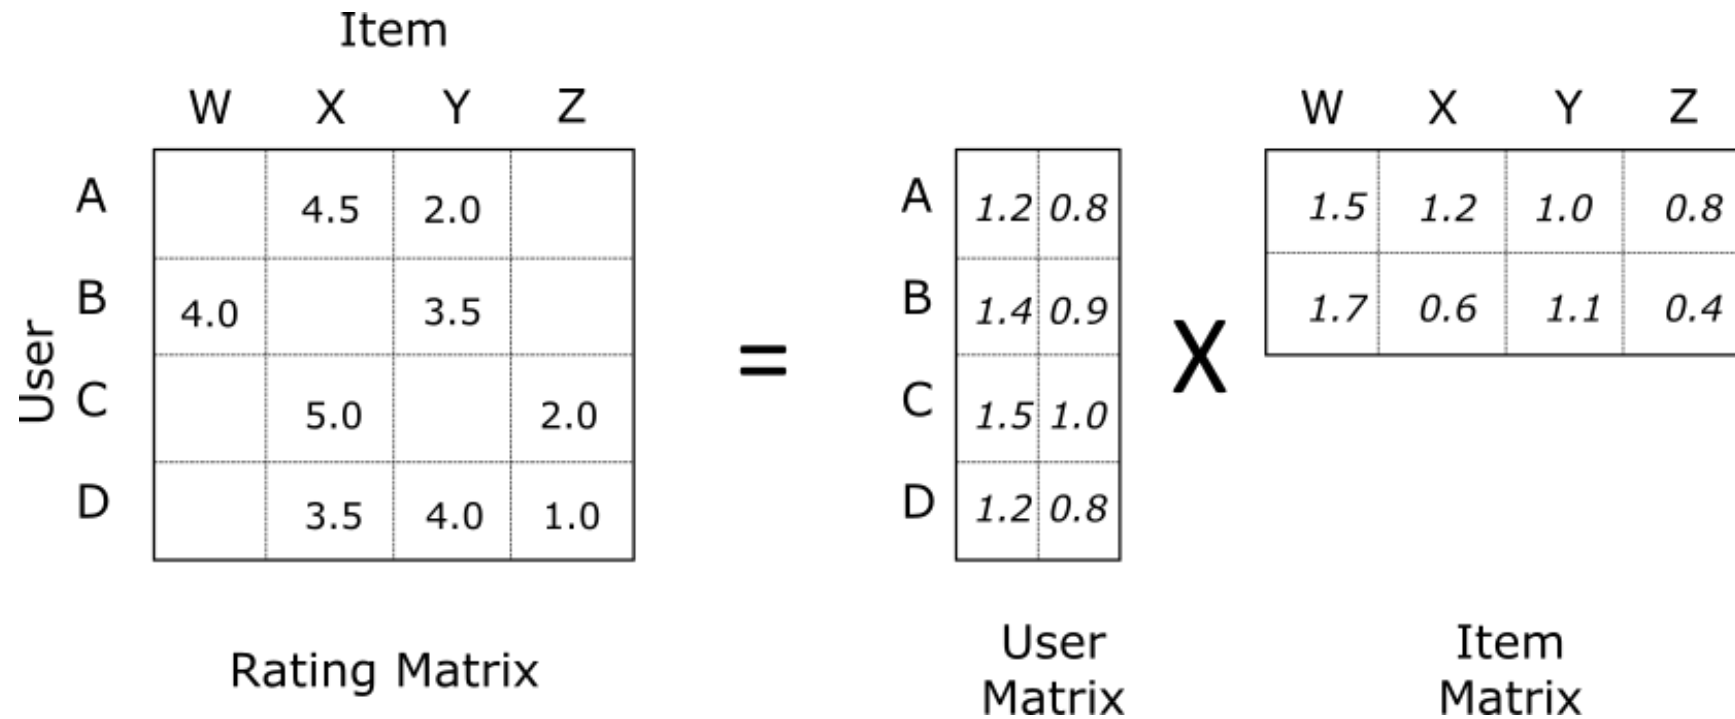 Item
W X Y Z W X Y Z
A 4.5 2.0 A 1.2 0.8 1.5 1.2 1.0 0.8
B 4.0 3.5 B 1.4 0.9 1.7 0.6 1.1 0.4
User = X
C 5.0 2.0 C 1.5 1.0
D 3.5 4.0 1.0 D 1.2 0.8
Rating Matrix
User
Matrix
Item
Matrix